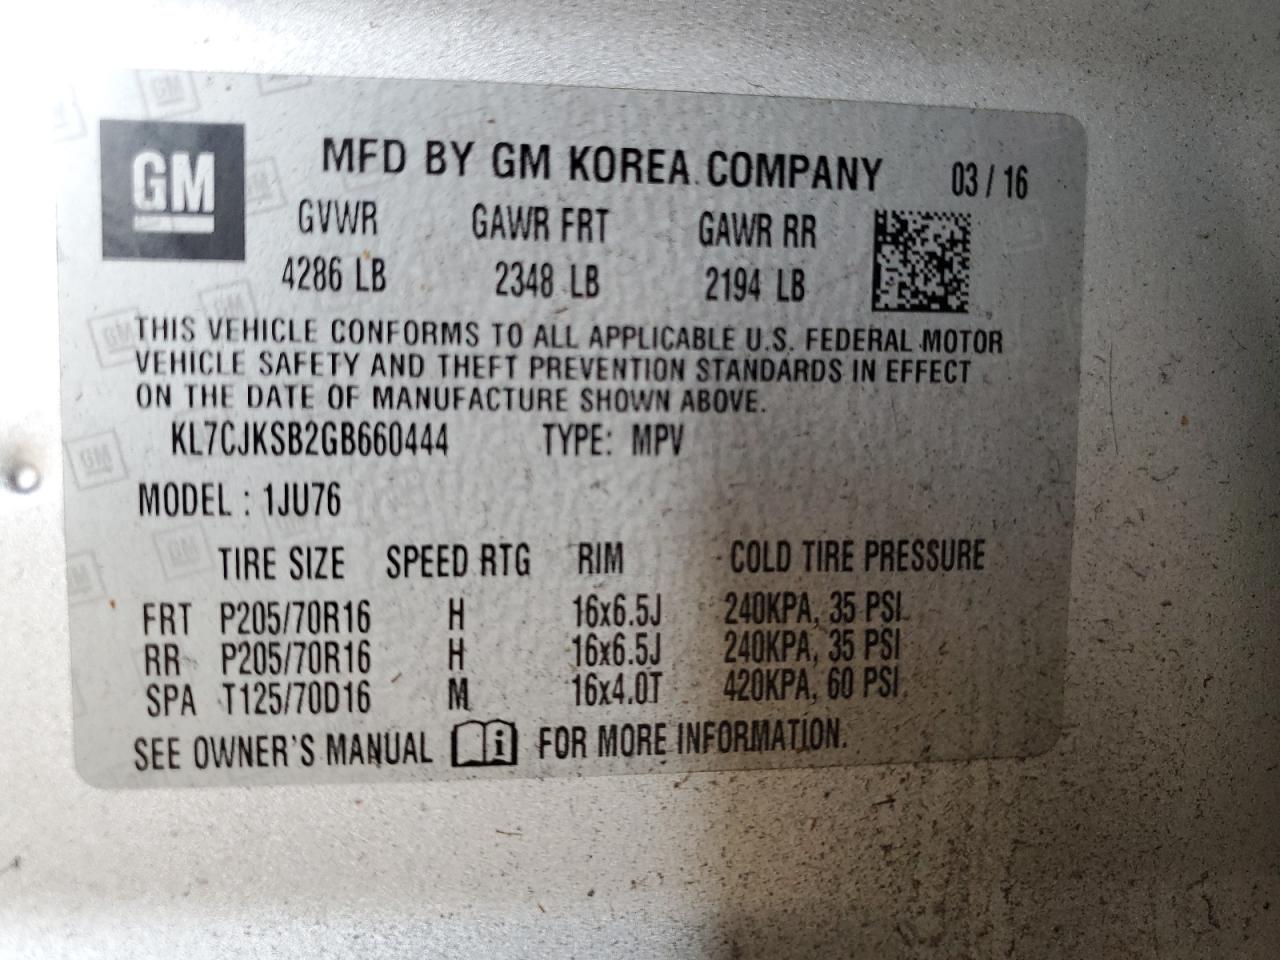 GM
MFD BY GM KOREA COMPANY 03 / 16
GVWR GAWR FRT GAWR RR
4286 LB 2348 LB 2194 LB
THIS VEHICLE CONFORMS TO ALL APPLICABLE U.S. FEDERAL MOTOR
VEHICLE SAFETY AND THEFT PREVENTION STANDARDS IN EFFECT
ON THE DATE OF MANUFACTURE SHOWN ABOVE.
KL7CJKSB2GB660444 TYPE: MPV
MODEL : 1JU76
TIRE SIZE SPEED RTG RIM COLD TIRE PRESSURE
FRT P205/70R16 H 16x6.5J 240KPA, 35 PSI
RR P205/70R16 H 16x6.5J 240KPA, 35 PSI
SPA T125/70D16 M 16x4.0T 420KPA, 60 PSI
SEE OWNER'S MANUAL i FOR MORE INFORMATION.